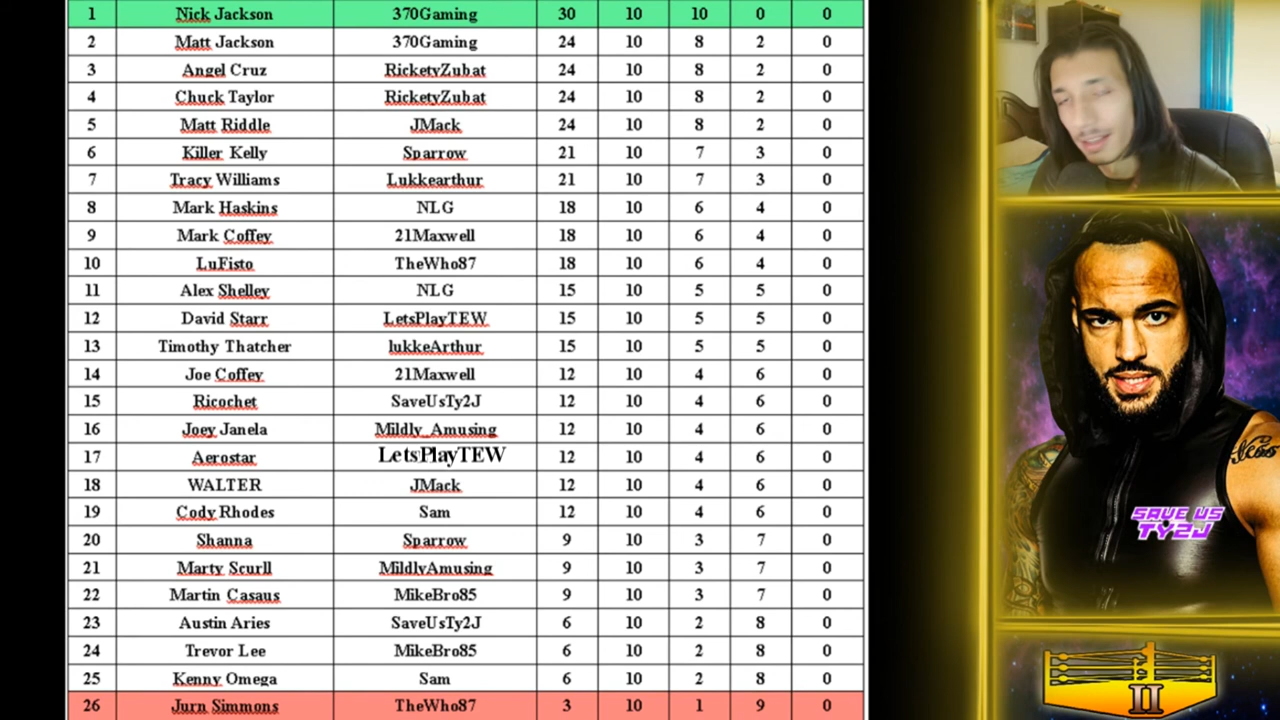 1 Nick Jackson 370Gaming 30 10 10 0 0
2 Matt Jackson 370Gaming 24 10 8 2 0
3 Angel Cruz RicketyZubat 24 10 8 2 0
4 Chuck Taylor RicketyZubat 24 10 8 2 0
5 Matt Riddle JMack 24 10 8 2 0
6 Killer Kelly Sparrow 21 10 7 3 0
7 Tracy Williams Lukkearthur 21 10 7 3 0
8 Mark Haskins NLG 18 10 6 4 0
9 Mark Coffey 21Maxwell 18 10 6 4 0
10 LuFisto TheWho87 18 10 6 4 0
11 Alex Shelley NLG 15 10 5 5 0
12 David Starr LetsPlayTEW 15 10 5 5 0
13 Timothy Thatcher lukkeArthur 15 10 5 5 0
14 Joe Coffey 21Maxwell 12 10 4 6 0
15 Ricochet SaveUsTy2J 12 10 4 6 0
16 Joey Janela Mildly_Amusing 12 10 4 6 0
17 Aerostar LetsPlayTEW 12 10 4 6 0
18 WALTER JMack 12 10 4 6 0
19 Cody Rhodes Sam 12 10 4 6 0
20 Shanna Sparrow 9 10 3 7 0
21 Marty Scurll MildlyAmusing 9 10 3 7 0
22 Martin Casaus MikeBro85 9 10 3 7 0
23 Austin Aries SaveUsTy2J 6 10 2 8 0
24 Trevor Lee MikeBro85 6 10 2 8 0
25 Kenny Omega Sam 6 10 2 8 0
26 Jurn Simmons TheWho87 3 10 1 9 0
SAVE US
TY2J
II